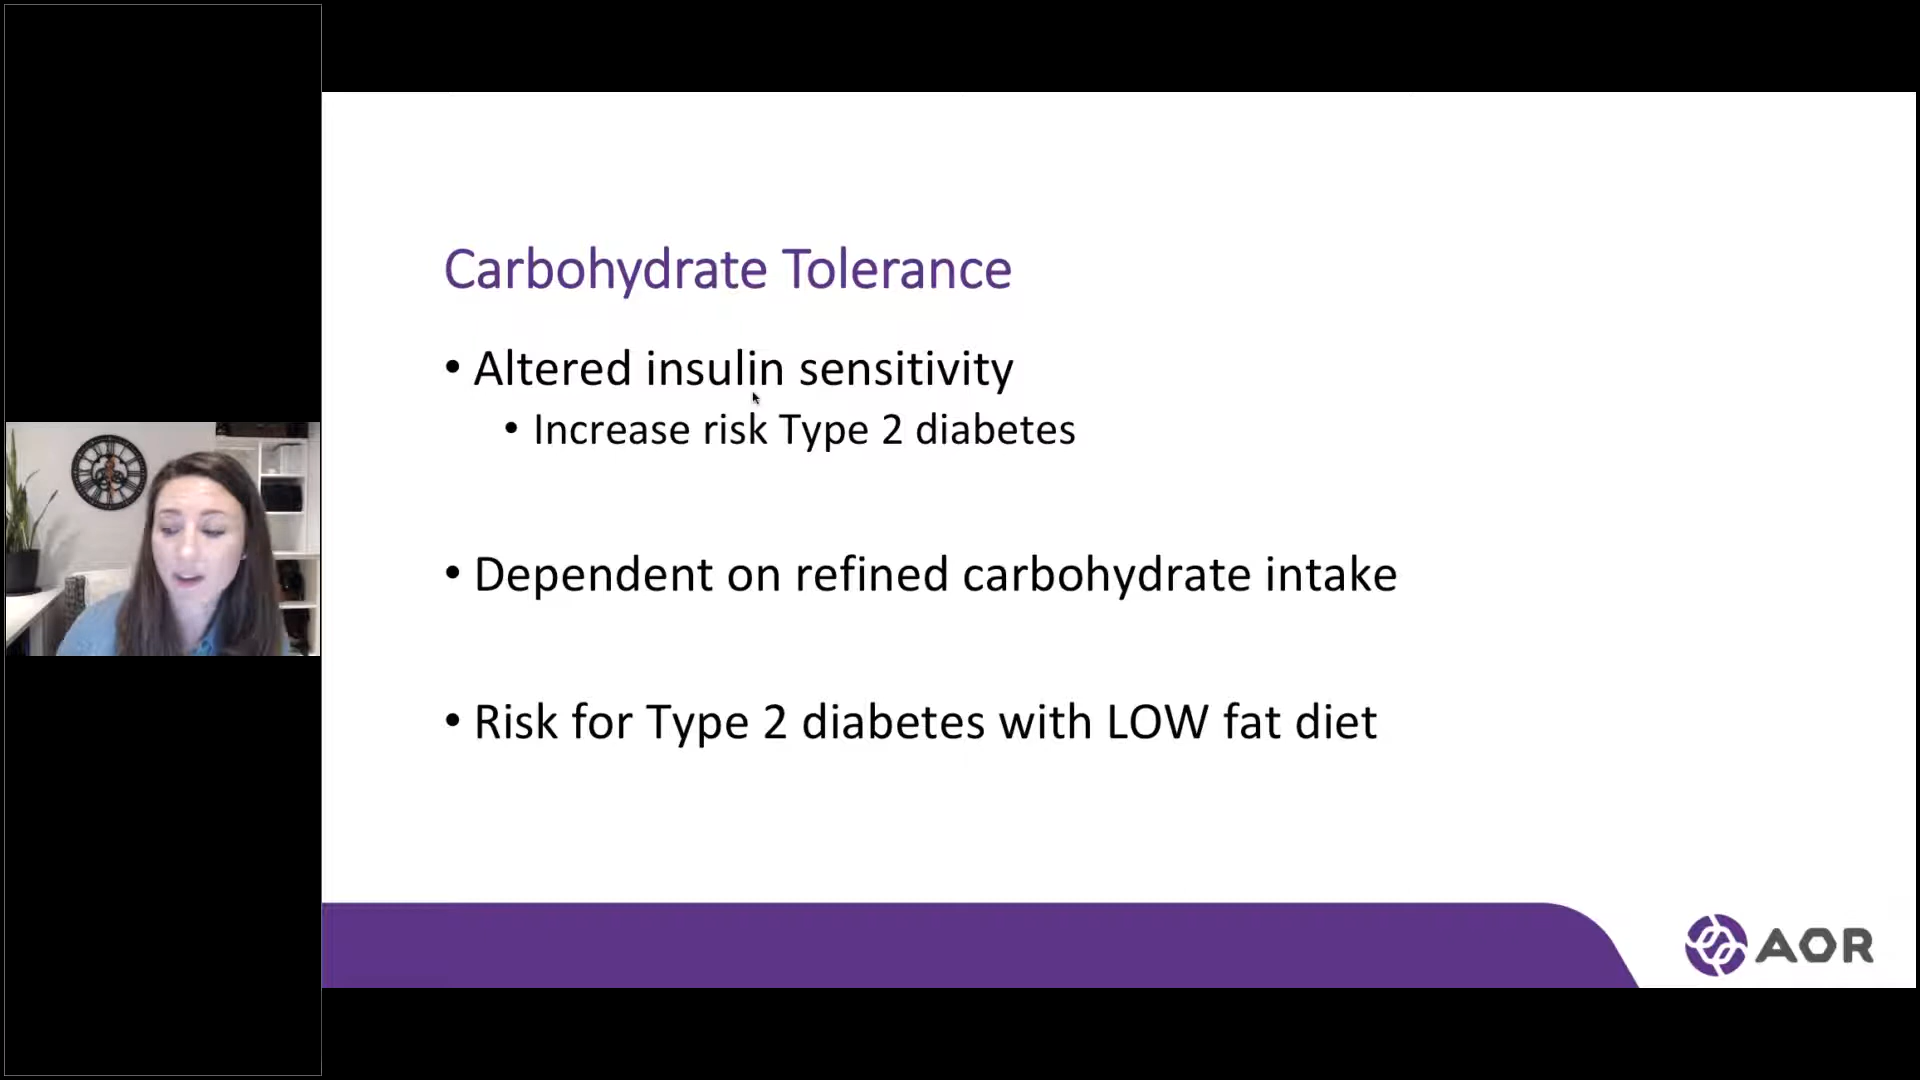 Carbohydrate Tolerance
• Altered insulin sensitivity
• Increase risk Type 2 diabetes
• Dependent on refined carbohydrate intake
• Risk for Type 2 diabetes with LOW fat diet
AOR